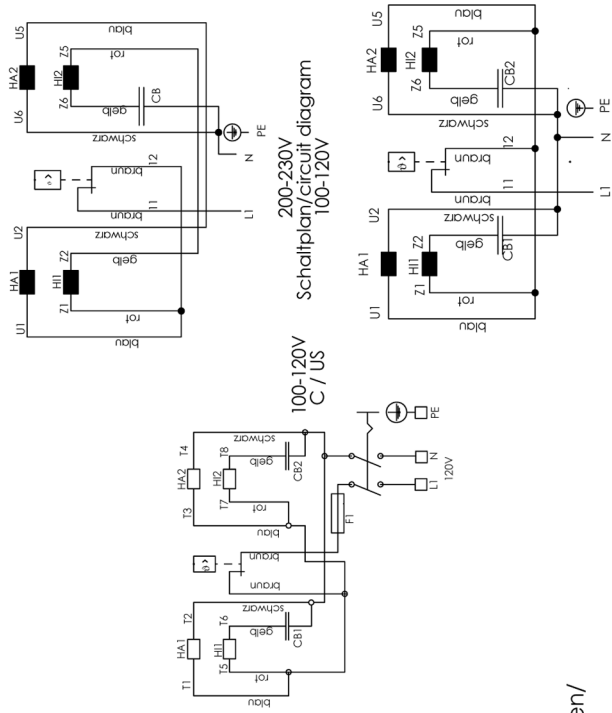 blau
U5
U6
HA2
Z5
Z6
HI2
rot
gelb
CB
schwarz
PE
N
ϑ>
braun
12
braun
11
L1
U2
U1
HA1
schwarz
Z2
Z1
HI1
gelb
rot
blau
200-230V
Schaltplan/circuit diagram
100-120V
blau
U5
U6
HA2
Z5
Z6
HI2
rot
gelb
CB2
schwarz
PE
N
ϑ>
braun
12
braun
11
L1
U2
U1
HA1
schwarz
Z2
Z1
HI1
gelb
CB1
rot
blau
100-120V
C / US
schwarz
T4
T3
HA2
T8
T7
HI2
gelb
CB2
rot
blau
ϑ>
braun
braun
F1
PE
N
L1
120V
T2
T1
HA1
schwarz
T6
T5
HI1
gelb
CB1
rot
blau
en/